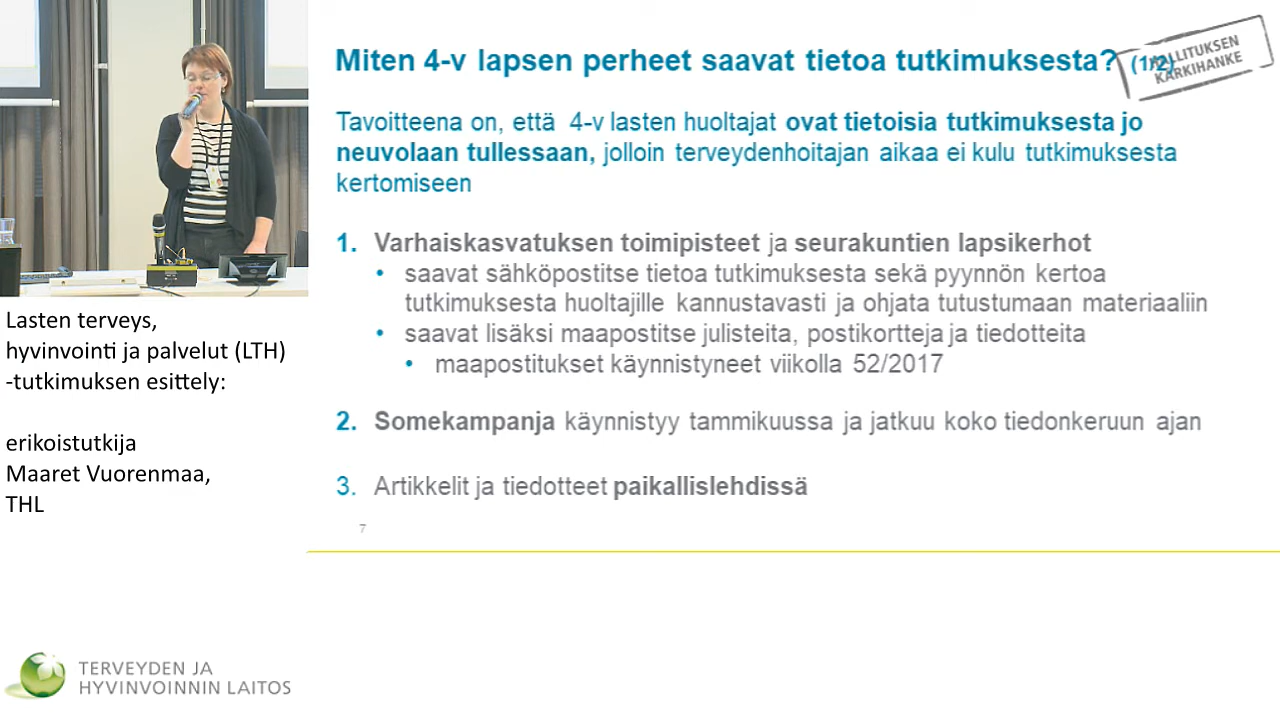 Miten 4-v lapsen perheet saavat tietoa tutkimuksesta? (1/2)
HALLITUKSEN
KÄRKIHANKE
Tavoitteena on, että 4-v lasten huoltajat ovat tietoisia tutkimuksesta jo
neuvolaan tullessaan, jolloin terveydenhoitajan aikaa ei kulu tutkimuksesta
kertomiseen
1. Varhaiskasvatuksen toimipisteet ja seurakuntien lapsikerhot
• saavat sähköpostitse tietoa tutkimuksesta sekä pyynnön kertoa
tutkimuksesta huoltajille kannustavasti ja ohjata tutustumaan materiaaliin
• saavat lisäksi maapostitse julisteita, postikortteja ja tiedotteita
• maapostitukset käynnistyneet viikolla 52/2017
2. Somekampanja käynnistyy tammikuussa ja jatkuu koko tiedonkeruun ajan
3. Artikkelit ja tiedotteet paikallislehdissä
7
Lasten terveys,
hyvinvointi ja palvelut (LTH)
-tutkimuksen esittely:
erikoistutkija
Maaret Vuorenmaa,
THL
TERVEYDEN JA
HYVINVOINNIN LAITOS